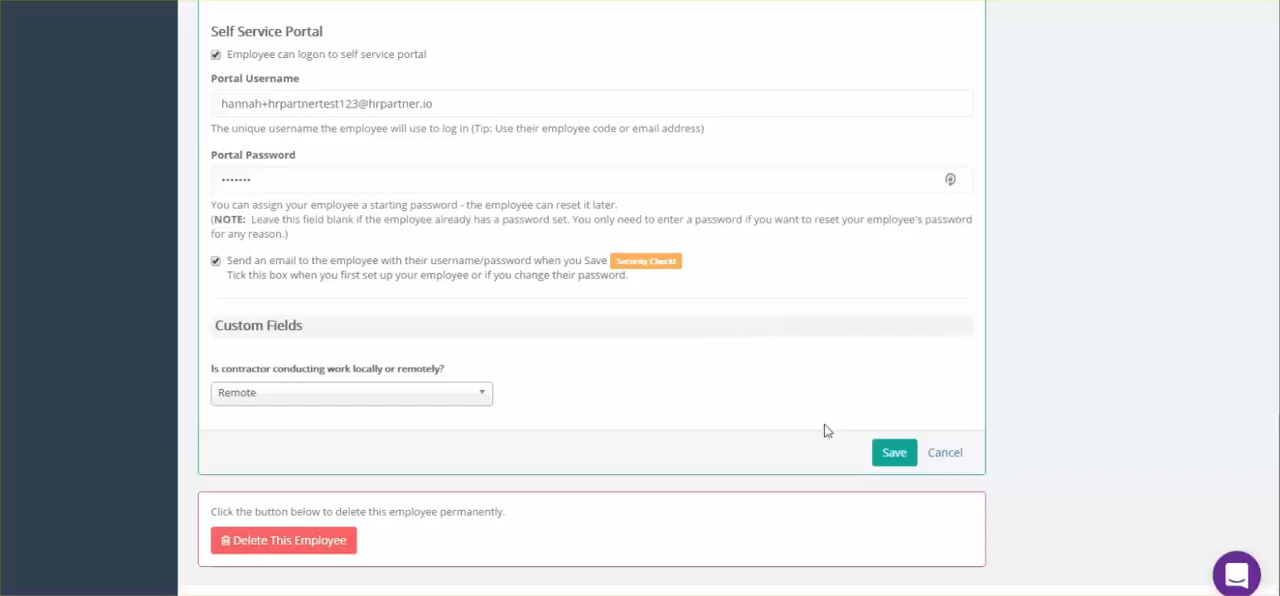 Self Service Portal
Employee can logon to self service portal
Portal Username
hannah+hrpartnertest123@hrpartner.io
The unique username the employee will use to log in (Tip: Use their employee code or email address)
Portal Password
•••••••
You can assign your employee a starting password - the employee can reset it later.
(NOTE: Leave this field blank if the employee already has a password set. You only need to enter a password if you want to reset your employee's password
for any reason.)
Send an email to the employee with their username/password when you Save Security Check!
Tick this box when you first set up your employee or if you change their password.
Custom Fields
Is contractor conducting work locally or remotely?
Remote
Save Cancel
Click the button below to delete this employee permanently.
Delete This Employee